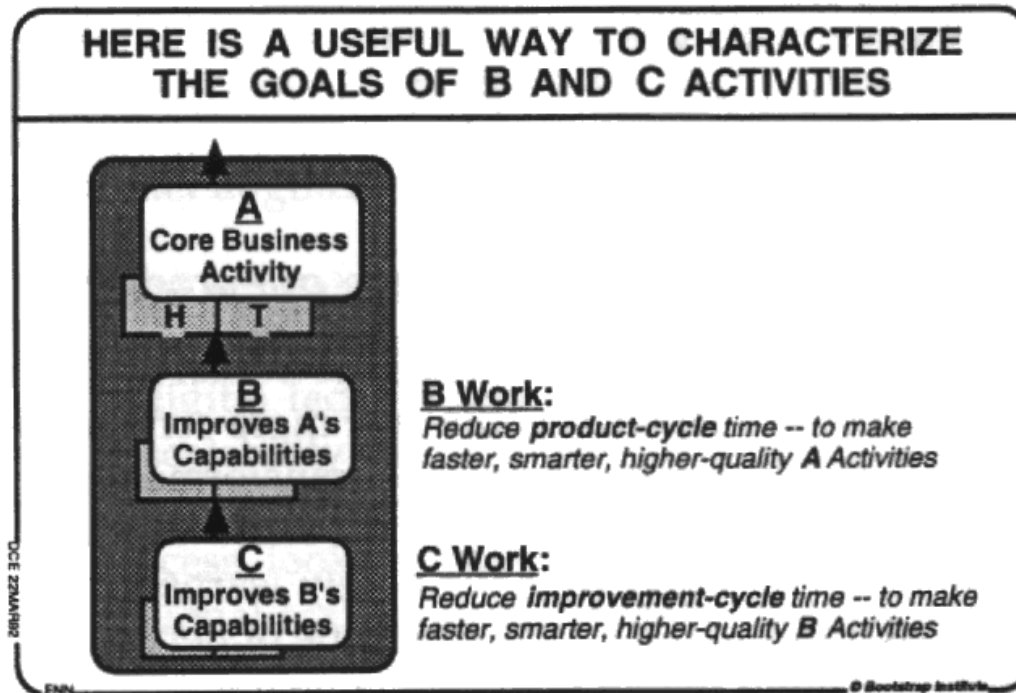 HERE IS A USEFUL WAY TO CHARACTERIZE
THE GOALS OF B AND C ACTIVITIES
A
Core Business
Activity
H T
B
Improves A's
Capabilities
B Work:
Reduce product-cycle time -- to make
faster, smarter, higher-quality A Activities
C
Improves B's
Capabilities
C Work:
Reduce improvement-cycle time -- to make
faster, smarter, higher-quality B Activities
DCE 22MAR92
© Bootstrap Institute